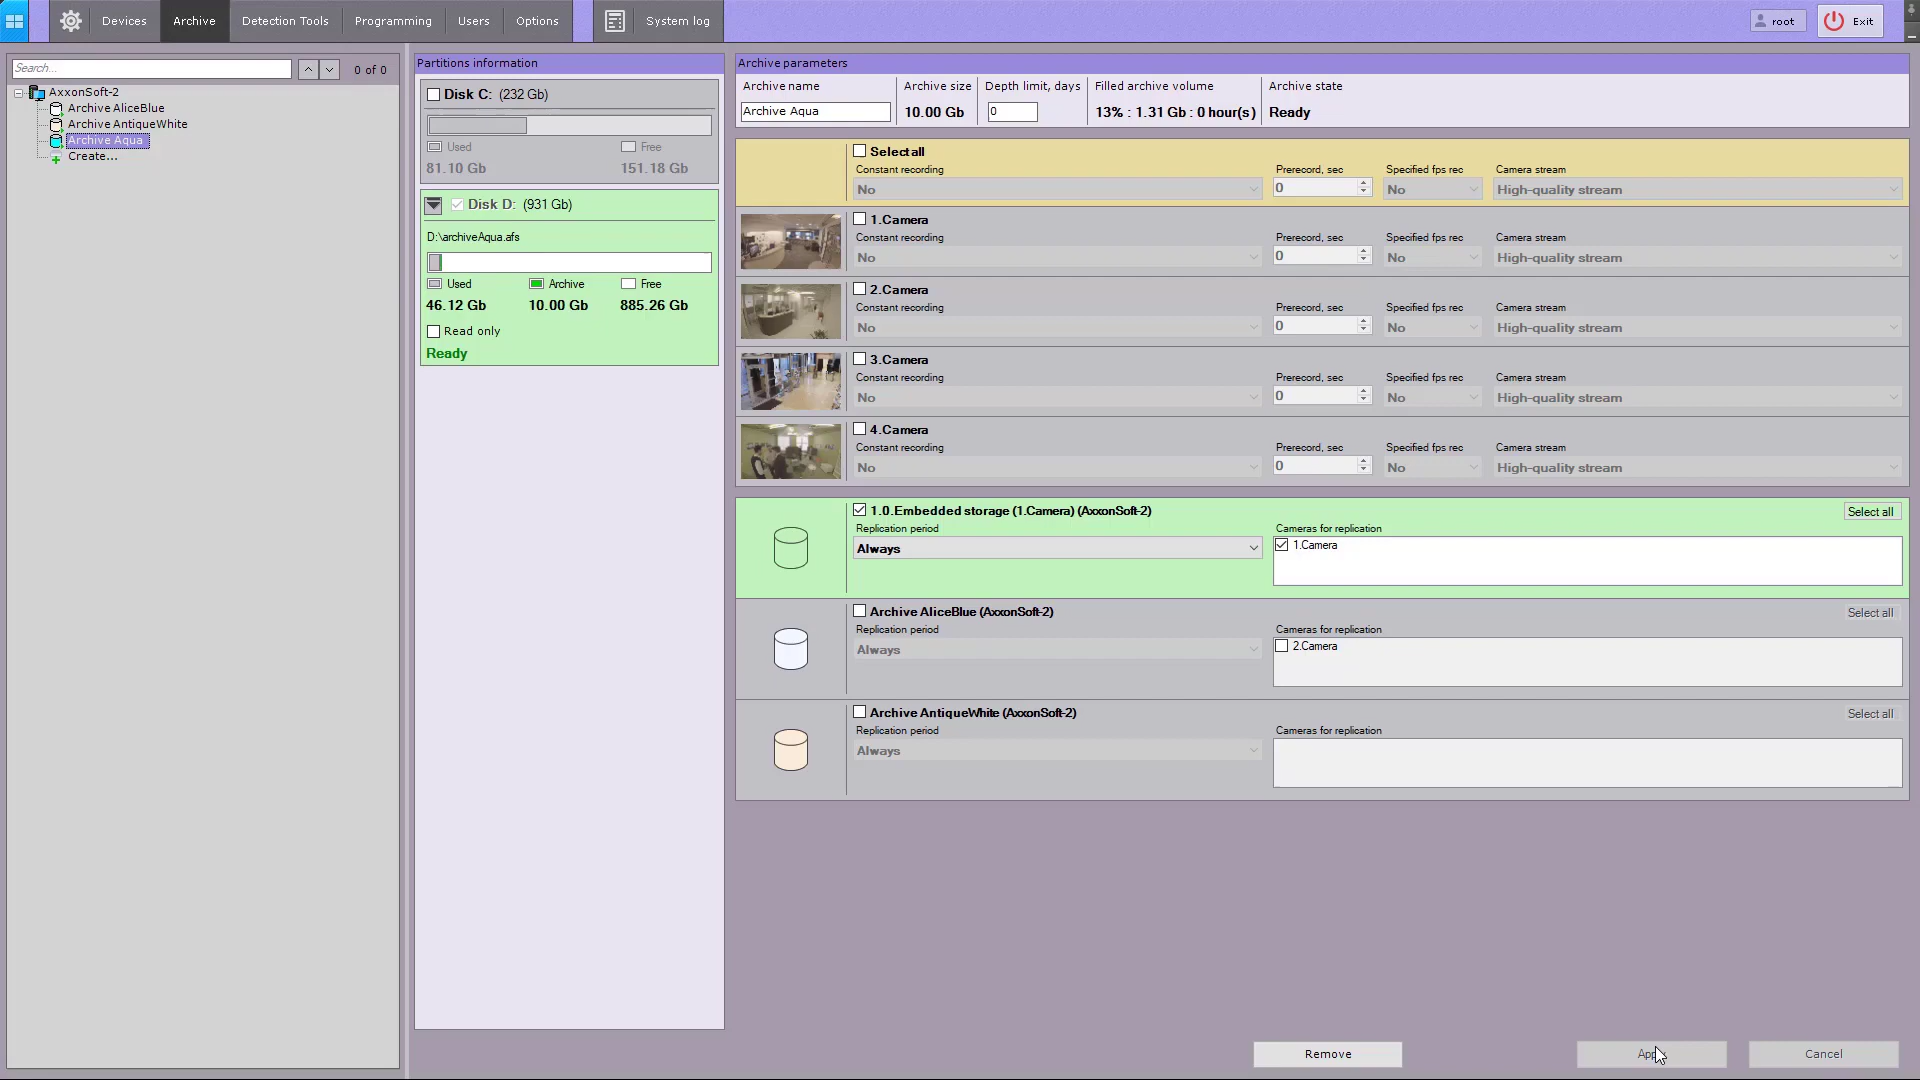 Devices
Archive
Detection Tools
Programming
Users
Options
System log
root
Exit
Search...
0 of 0
AxxonSoft-2
Archive AliceBlue
Archive AntiqueWhite
Archive Aqua
Create...
Partitions information
Disk C: (232 Gb)
Used
Free
81.10 Gb
151.18 Gb
Disk D: (931 Gb)
D:\archiveAqua.afs
Used
Archive
Free
46.12 Gb
10.00 Gb
885.26 Gb
Read only
Ready
Archive parameters
Archive name
Archive size
Depth limit, days
Filled archive volume
Archive state
Archive Aqua
10.00 Gb
0
13% : 1.31 Gb : 0 hour(s)
Ready
Select all
Constant recording
Prerecord, sec
Specified fps rec
Camera stream
No
0
No
High-quality stream
1.Camera
Constant recording
Prerecord, sec
Specified fps rec
Camera stream
No
0
No
High-quality stream
2.Camera
Constant recording
Prerecord, sec
Specified fps rec
Camera stream
No
0
No
High-quality stream
3.Camera
Constant recording
Prerecord, sec
Specified fps rec
Camera stream
No
0
No
High-quality stream
4.Camera
Constant recording
Prerecord, sec
Specified fps rec
Camera stream
No
0
No
High-quality stream
1.0.Embedded storage (1.Camera) (AxxonSoft-2)
Select all
Replication period
Cameras for replication
Always
1.Camera
Archive AliceBlue (AxxonSoft-2)
Select all
Replication period
Cameras for replication
Always
2.Camera
Archive AntiqueWhite (AxxonSoft-2)
Select all
Replication period
Cameras for replication
Always
Remove
Cancel